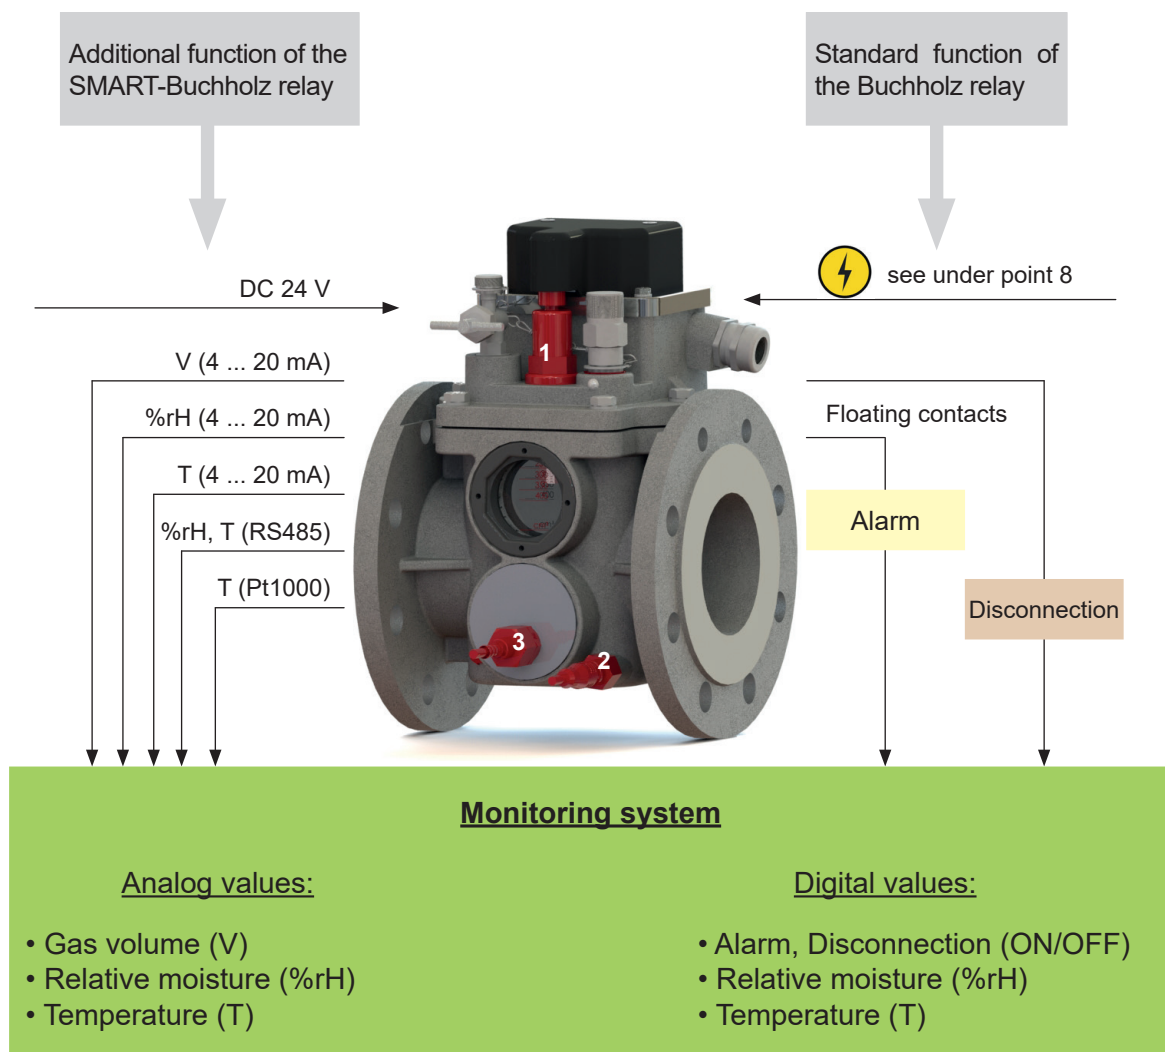 Additional function of the
SMART-Buchholz relay
Standard function of
the Buchholz relay
DC 24 V
see under point 8
V (4 ... 20 mA)
%rH (4 ... 20 mA)
T (4 ... 20 mA)
%rH, T (RS485)
T (Pt1000)
1
2
3
Floating contacts
Alarm
Disconnection
Monitoring system
Analog values:
• Gas volume (V)
• Relative moisture (%rH)
• Temperature (T)
Digital values:
• Alarm, Disconnection (ON/OFF)
• Relative moisture (%rH)
• Temperature (T)